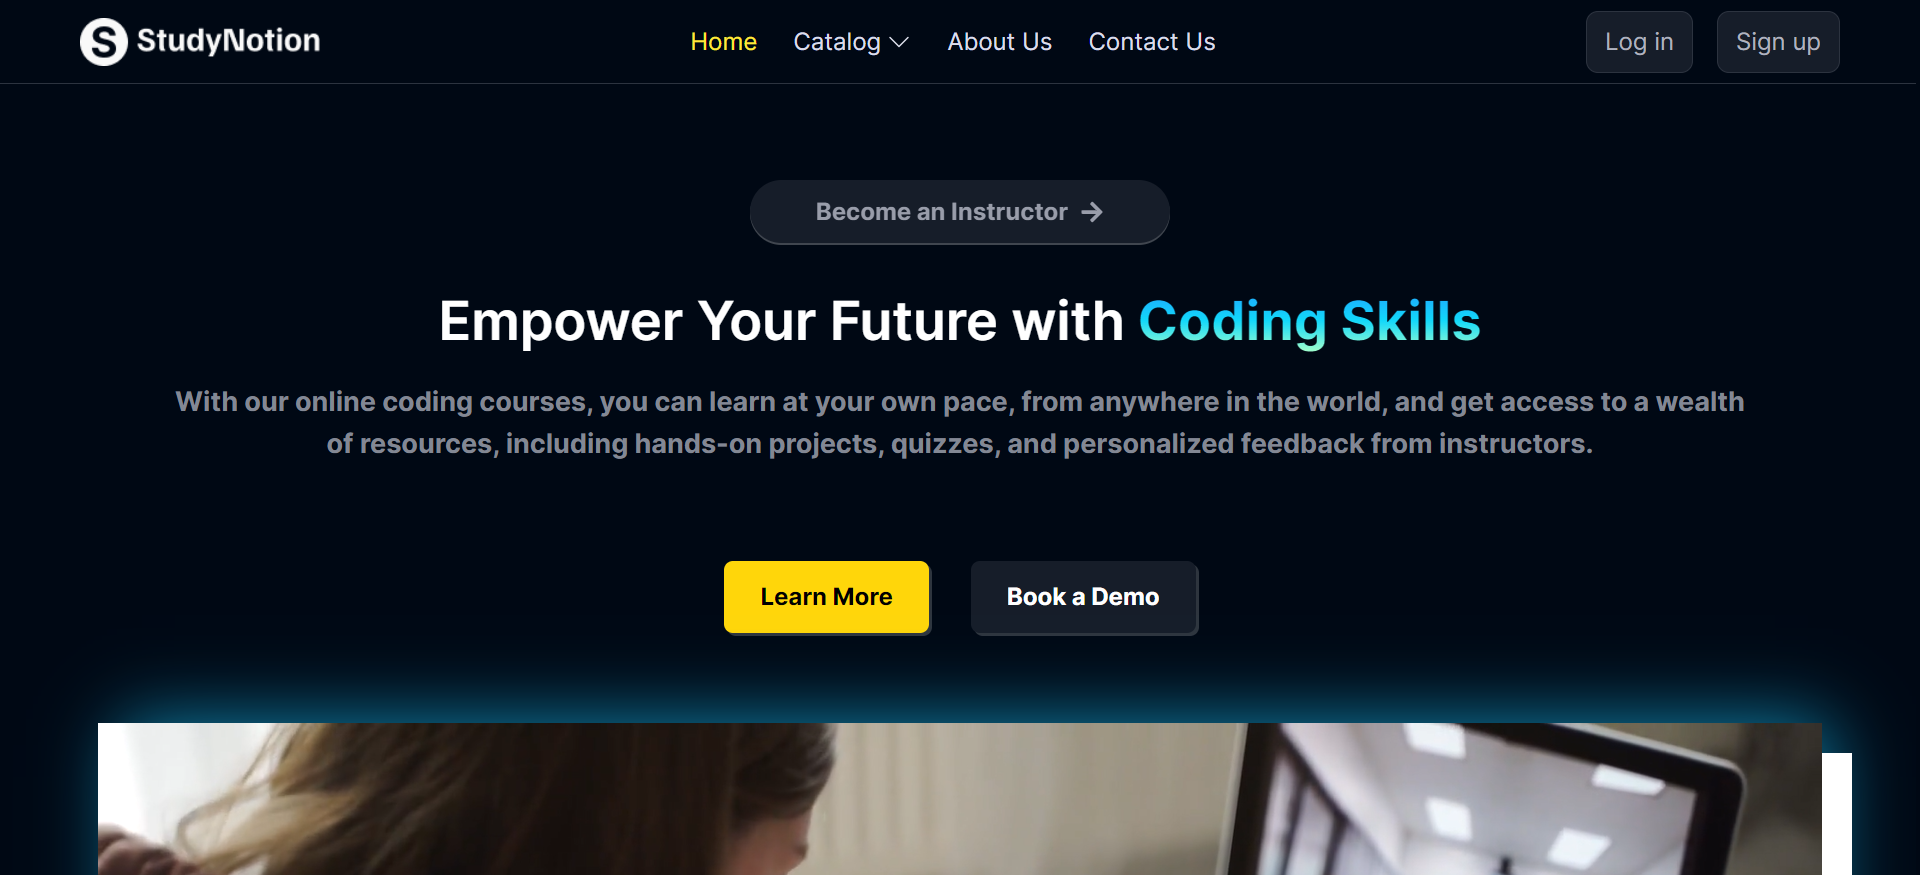 S StudyNotion
Home Catalog About Us Contact Us
Log in Sign up
Become an Instructor →
Empower Your Future with Coding Skills
With our online coding courses, you can learn at your own pace, from anywhere in the world, and get access to a wealth
of resources, including hands-on projects, quizzes, and personalized feedback from instructors.
Learn More Book a Demo